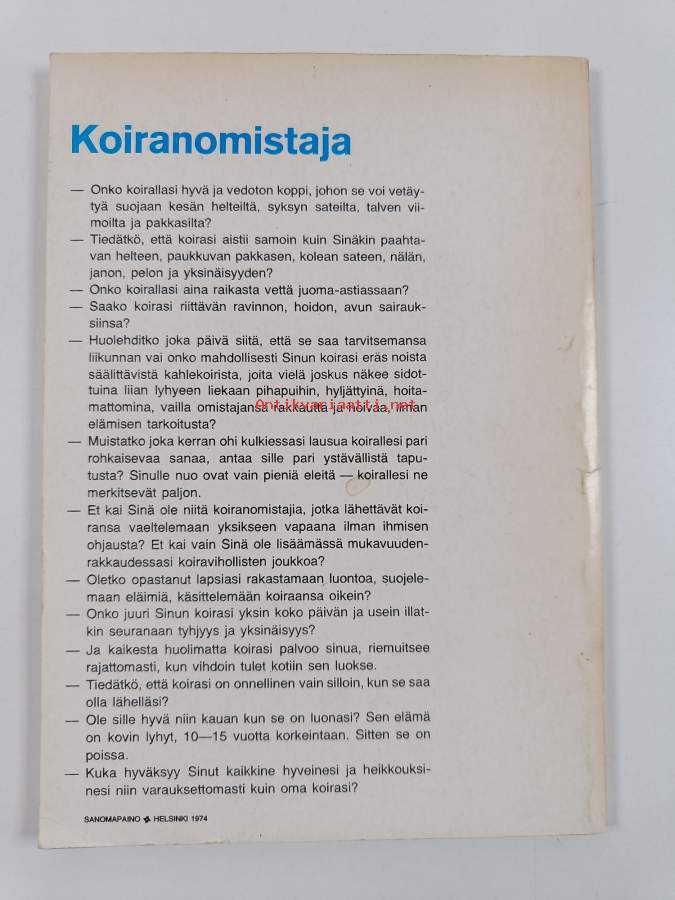 Koiranomistaja
— Onko koirallasi hyvä ja vedoton koppi, johon se voi vetäy-
tyä suojaan kesän helteiltä, syksyn sateilta, talven vii-
moilta ja pakkasilta?
— Tiedätkö, että koirasi aistii samoin kuin Sinäkin paahta-
van helteen, paukkuvan pakkasen, kolean sateen, nälän,
janon, pelon ja yksinäisyyden?
— Onko koirallasi aina raikasta vettä juoma-astiassaan?
— Saako koirasi riittävän ravinnon, hoidon, avun sairauk-
siinsa?
— Huolehditko joka päivä siitä, että se saa tarvitsemansa
liikunnan vai onko mahdollisesti Sinun koirasi eräs noista
säälittävistä kahlekoirista, joita vielä joskus näkee sidot-
tuina liian lyhyeen liekaan pihapuihin, hyljättyinä, hoita-
mattomina, vailla omistajansa rakkautta ja hoivaa, ilman
Antikvariaatti.net
elämisen tarkoitusta?
— Muistatko joka kerran ohi kulkiessasi lausua koirallesi pari
rohkaisevaa sanaa, antaa sille pari ystävällistä tapu-
tusta? Sinulle nuo ovat vain pieniä eleitä — koirallesi ne
merkitsevät paljon.
— Et kai Sinä ole niitä koiranomistajia, jotka lähettävät koi-
ransa vaeltelemaan yksikseen vapaana ilman ihmisen
ohjausta? Et kai vain Sinä ole lisäämässä mukavuuden-
rakkaudessasi koiravihollisten joukkoa?
— Oletko opastanut lapsiasi rakastamaan luontoa, suojele-
maan eläimiä, käsittelemään koiraansa oikein?
— Onko juuri Sinun koirasi yksin koko päivän ja usein illat-
kin seuranaan tyhjyys ja yksinäisyys?
— Ja kaikesta huolimatta koirasi palvoo sinua, riemuitsee
rajattomasti, kun vihdoin tulet kotiin sen luokse.
— Tiedätkö, että koirasi on onnellinen vain silloin, kun se saa
olla lähelläsi?
— Ole sille hyvä niin kauan kun se on luonasi? Sen elämä
on kovin lyhyt, 10—15 vuotta korkeintaan. Sitten se on
poissa.
— Kuka hyväksyy Sinut kaikkine hyveinesi ja heikkouksi-
nesi niin varauksettomasti kuin oma koirasi?
SANOMAPAINO HELSINKI 1974